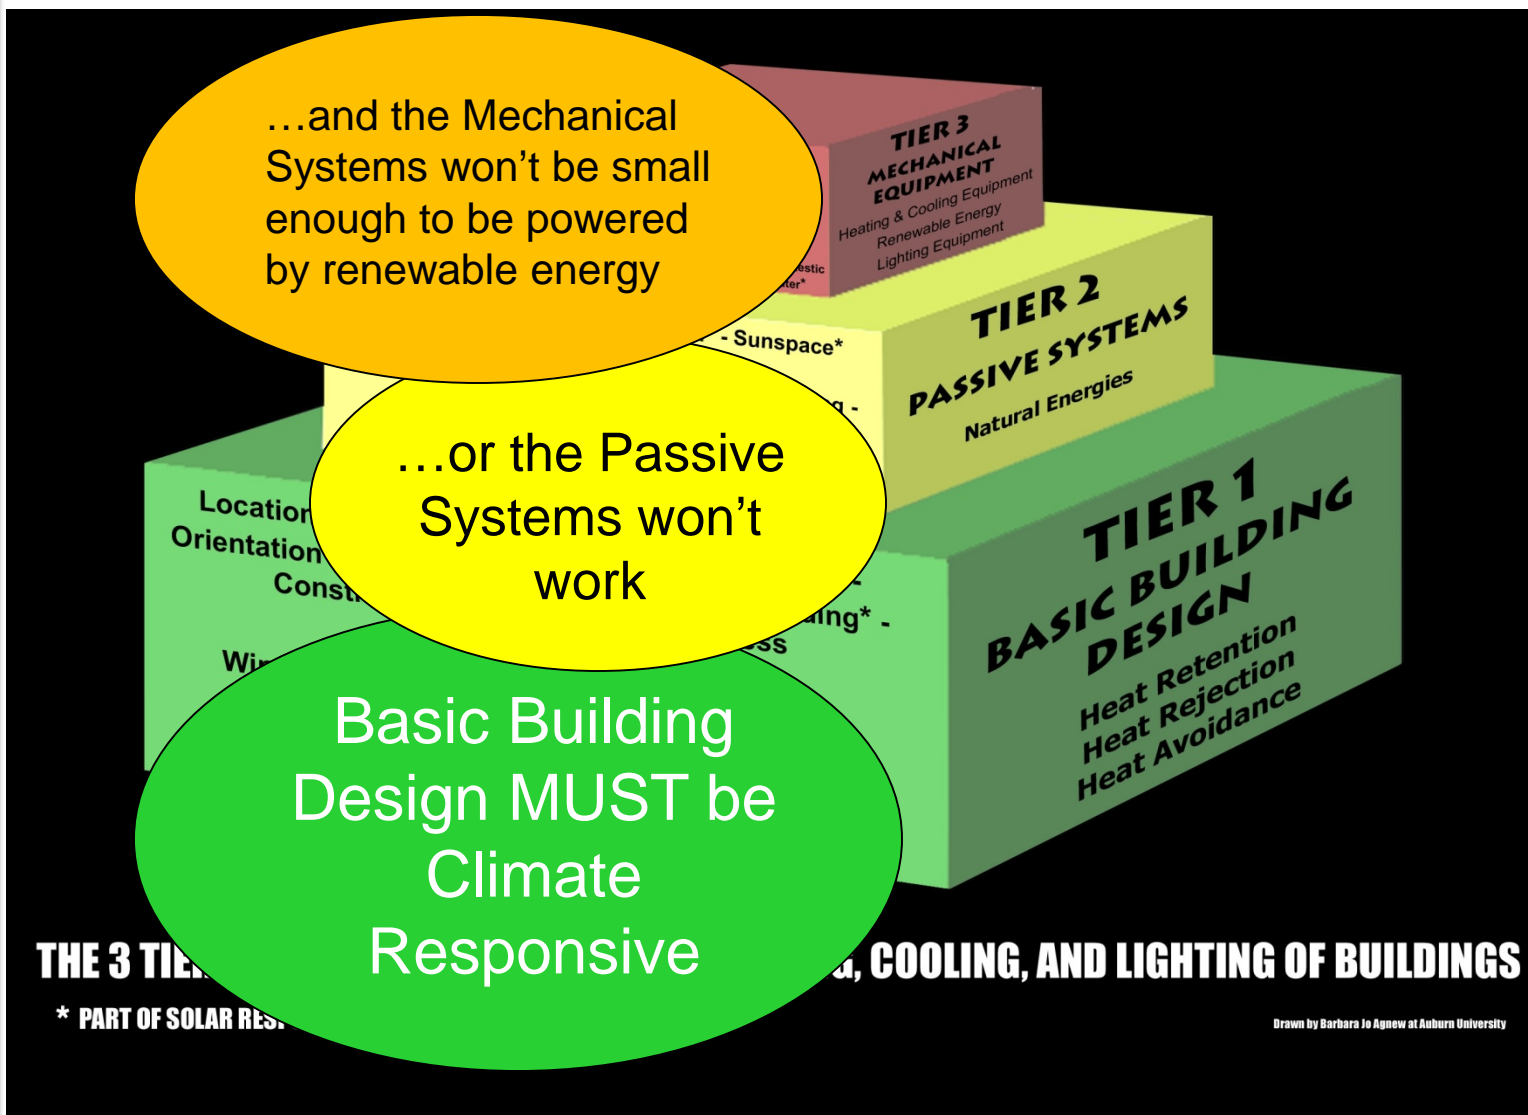 …and the Mechanical
Systems won’t be small
enough to be powered
by renewable energy
TIER 3
MECHANICAL
EQUIPMENT
Heating & Cooling Equipment
Renewable Energy
Lighting Equipment
- Sunspace*
TIER 2
PASSIVE SYSTEMS
Natural Energies
…or the Passive
Systems won’t
work
Location
Orientation
TIER 1
BASIC BUILDING
DESIGN
Heat Retention
Heat Rejection
Heat Avoidance
Basic Building
Design MUST be
Climate
Responsive
THE 3 COOLING, AND LIGHTING OF BUILDINGS
* PART OF SOLAR
Drawn by Barbara Jo Agnew at Auburn University